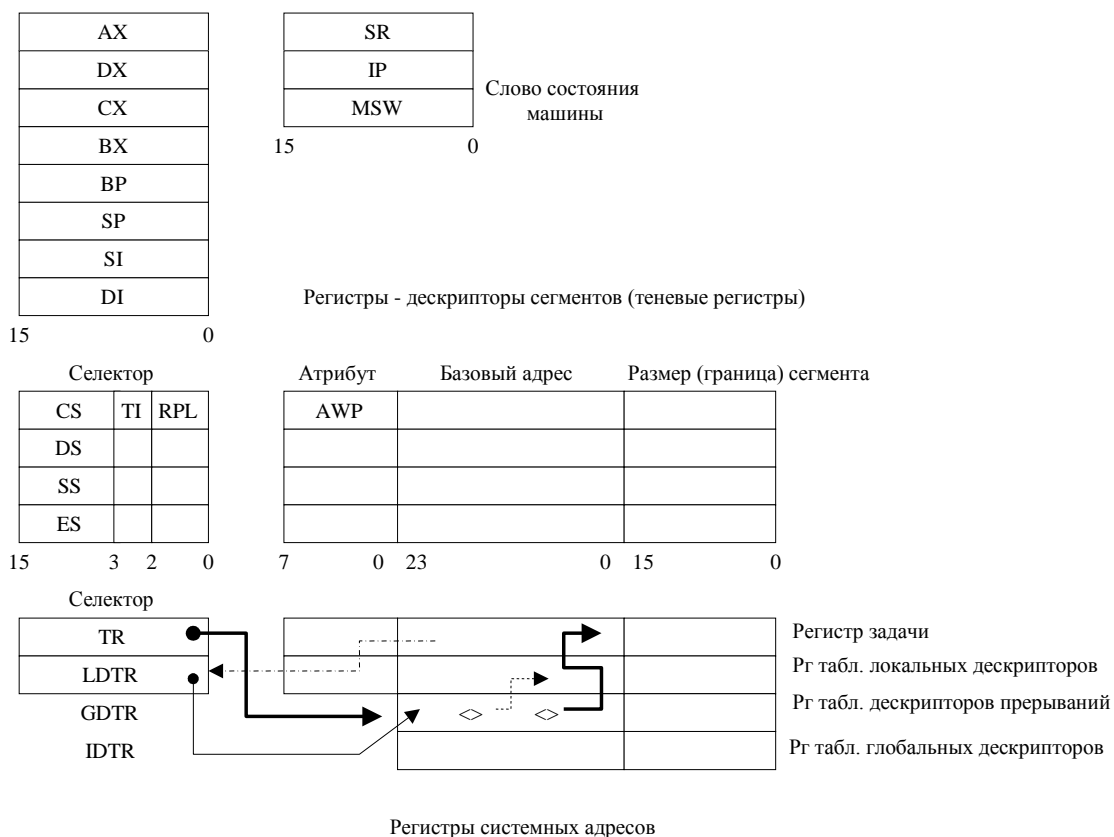 AX
DX
CX
BX
BP
SP
SI
DI
15 0
SR
IP
MSW
15 0
Слово состояния
машины
Регистры - дескрипторы сегментов (теневые регистры)
Селектор Атрибут Базовый адрес Размер (граница) сегмента
CS TI RPL AWP
DS
SS
ES
15 3 2 0 7 0 23 0 15 0
Селектор
TR Регистр задачи
LDTR Рг табл. локальных дескрипторов
GDTR <> <> Рг табл. дескрипторов прерываний
IDTR Рг табл. глобальных дескрипторов
Регистры системных адресов